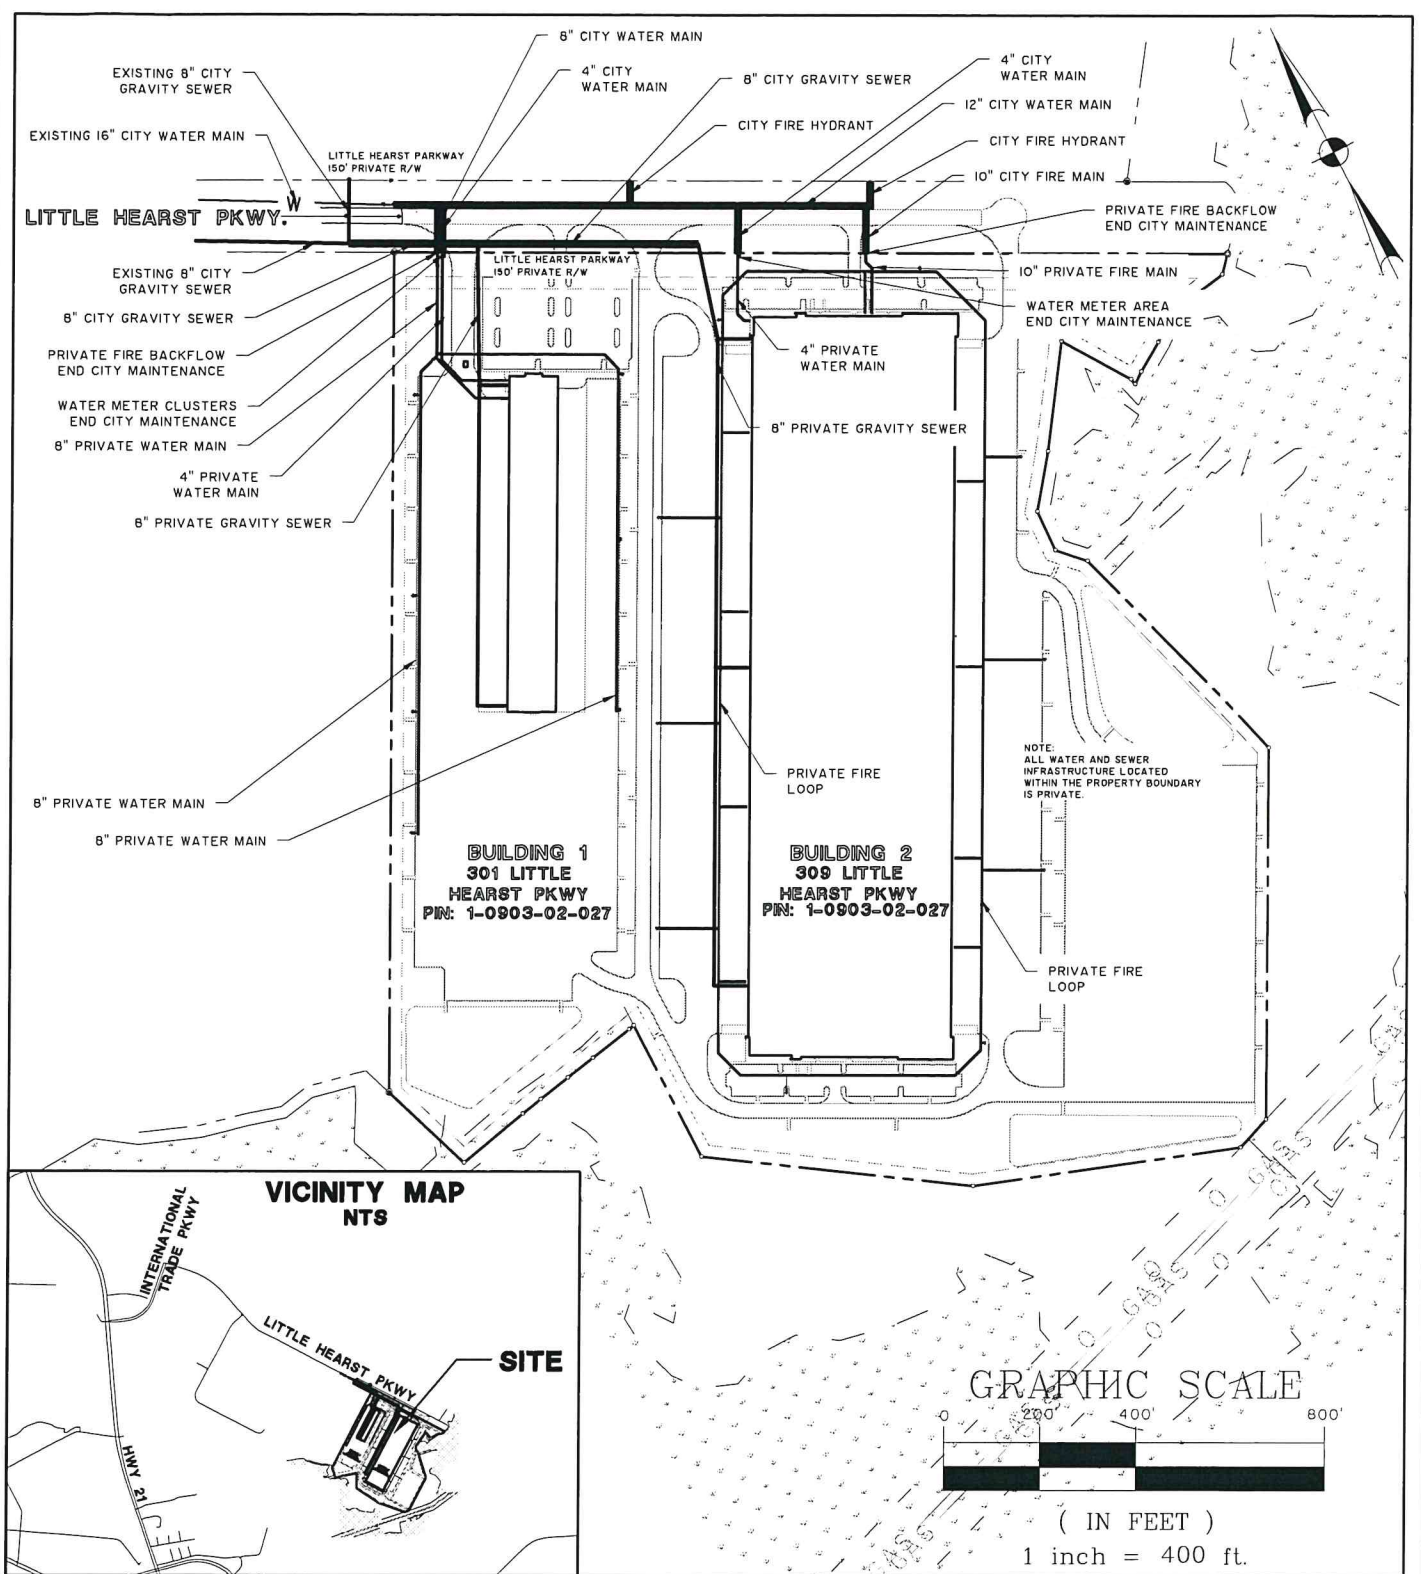 8" CITY WATER MAIN
EXISTING 8" CITY
GRAVITY SEWER
4" CITY
WATER MAIN
8" CITY GRAVITY SEWER
4" CITY
WATER MAIN
12" CITY WATER MAIN
EXISTING 16" CITY WATER MAIN
CITY FIRE HYDRANT
CITY FIRE HYDRANT
LITTLE HEARST PARKWAY
150' PRIVATE R/W
10" CITY FIRE MAIN
W
LITTLE HEARST PKWY.
PRIVATE FIRE BACKFLOW
END CITY MAINTENANCE
LITTLE HEARST PARKWAY
150' PRIVATE R/W
EXISTING 8" CITY
GRAVITY SEWER
10" PRIVATE FIRE MAIN
8" CITY GRAVITY SEWER
WATER METER AREA
END CITY MAINTENANCE
PRIVATE FIRE BACKFLOW
END CITY MAINTENANCE
4" PRIVATE
WATER MAIN
WATER METER CLUSTERS
END CITY MAINTENANCE
8" PRIVATE GRAVITY SEWER
8" PRIVATE WATER MAIN
4" PRIVATE
WATER MAIN
8" PRIVATE GRAVITY SEWER
NOTE:
ALL WATER AND SEWER
INFRASTRUCTURE LOCATED
WITHIN THE PROPERTY BOUNDARY
IS PRIVATE.
PRIVATE FIRE
LOOP
8" PRIVATE WATER MAIN
8" PRIVATE WATER MAIN
BUILDING 1
301 LITTLE
HEARST PKWY
PIN: 1-0903-02-027
BUILDING 2
309 LITTLE
HEARST PKWY
PIN: 1-0903-02-027
PRIVATE FIRE
LOOP
GAS
GAS
GAS
GAS
GAS
GAS
GAS
GAS
VICINITY MAP
NTS
INTERNATIONAL
TRADE PKWY
LITTLE HEARST PKWY
SITE
HWY 21
GRAPHIC SCALE
0 200' 400' 800'
( IN FEET )
1 inch = 400 ft.